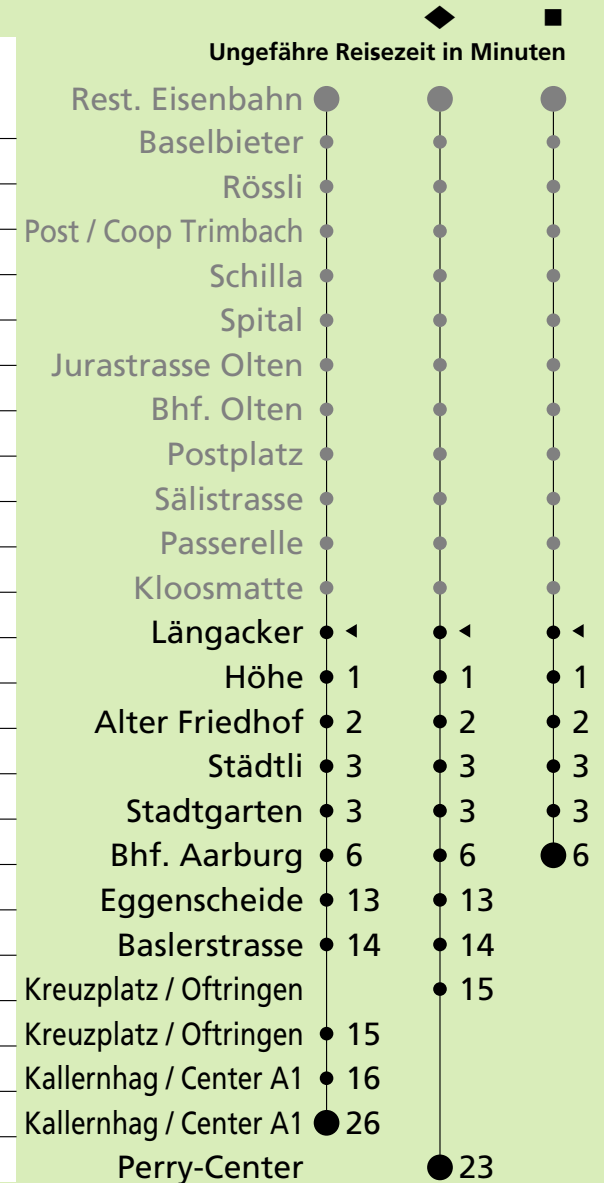 Ungefähre Reisezeit in Minuten
Rest. Eisenbahn
Baselbieter
Rössli
Post / Coop Trimbach
Schilla
Spital
Jurastrasse Olten
Bhf. Olten
Postplatz
Sälistrasse
Passerelle
Kloosmatte
Längacker
Höhe 1 1 1
Alter Friedhof 2 2 2
Städtli 3 3 3
Stadtgarten 3 3 3
Bhf. Aarburg 6 6 6
Eggenscheide 13 13
Baslerstrasse 14 14
Kreuzplatz / Oftringen 15
Kreuzplatz / Oftringen 15
Kallernhag / Center A1 16
Kallernhag / Center A1 26
Perry-Center 23